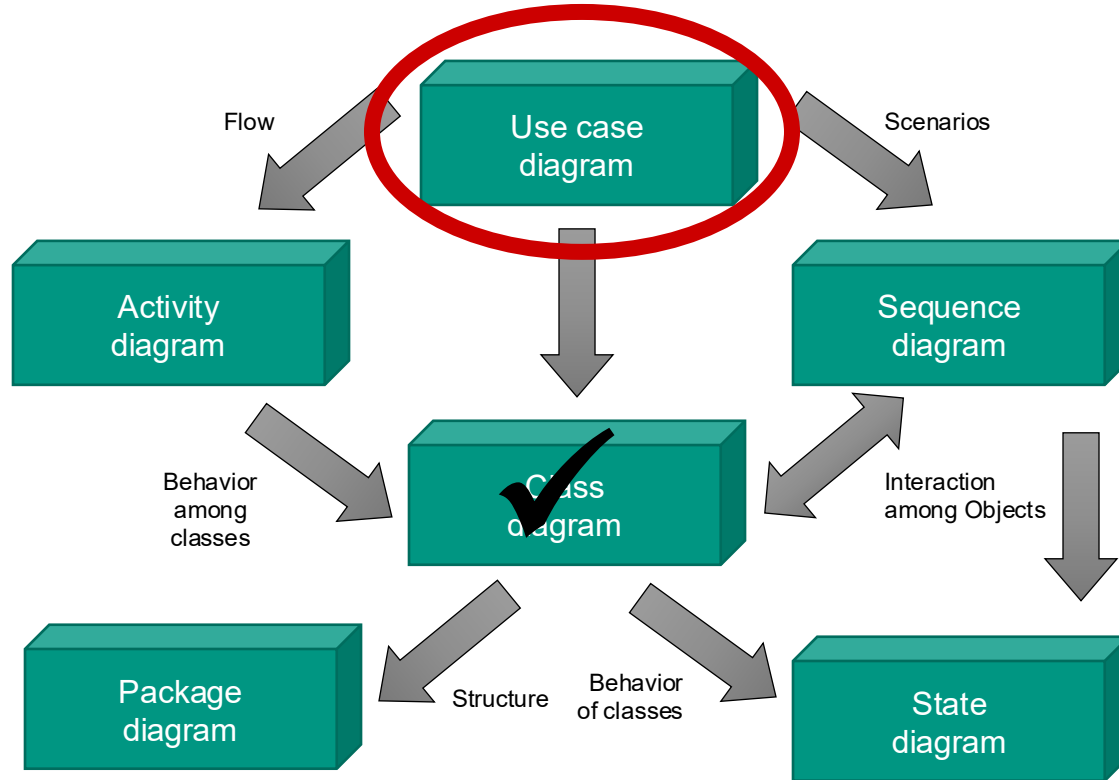 Use case
diagram
Flow
Scenarios
Activity
diagram
Sequence
diagram
Behavior
among
classes
Class
diagram
Interaction
among Objects
Package
diagram
Structure
Behavior
of classes
State
diagram